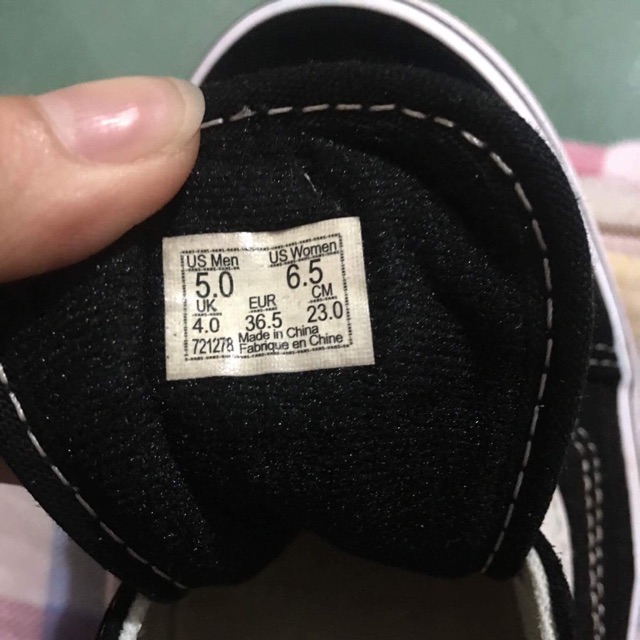 US Men US Women
5.0 6.5
UK EUR CM
4.0 36.5 23.0
721278 Made in China
Fabrique en Chine